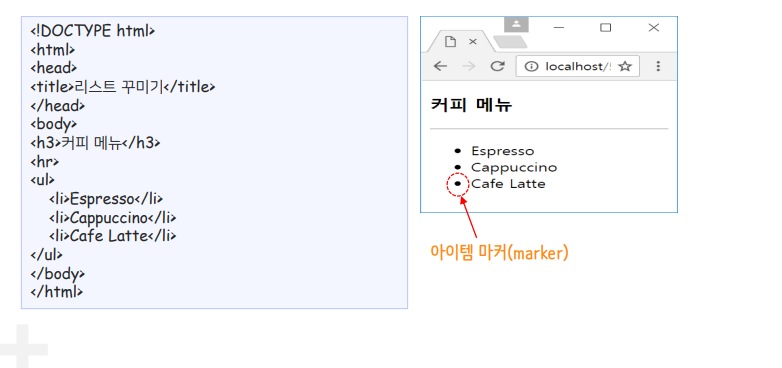 <!DOCTYPE html>
<html>
<head>
<title>리스트 꾸미기</title>
</head>
<body>
<h3>커피 메뉴</h3>
<hr>
<ul>
<li>Espresso</li>
<li>Cappuccino</li>
<li>Cafe Latte</li>
</ul>
</body>
</html>
localhost/
커피 메뉴
Espresso
Cappuccino
Cafe Latte
아이템 마커(marker)